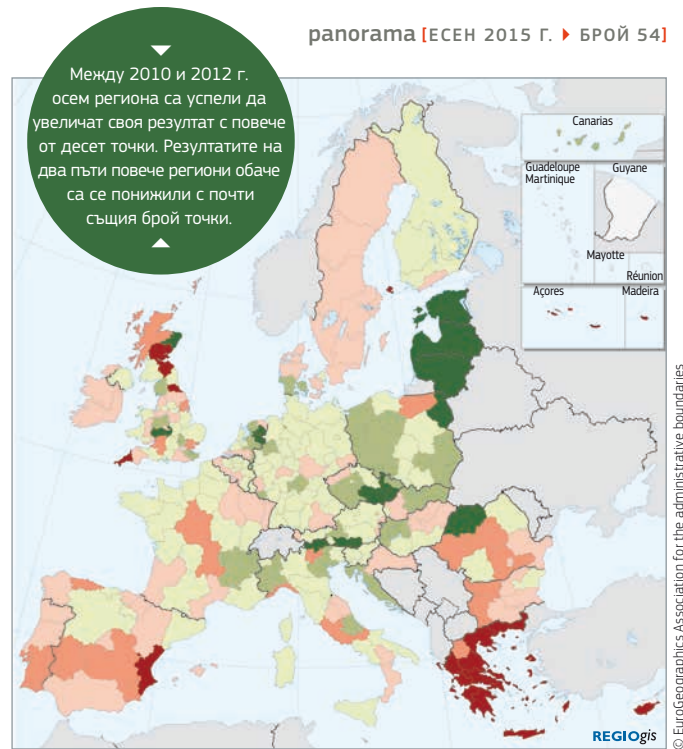 panorama [ЕСЕН 2015 Г. ▶ БРОЙ 54]
Между 2010 и 2012 г.
осем региона са успели да
увеличат своя резултат с повече
от десет точки. Резултатите на
два пъти повече региони обаче
са се понижили с почти
същия брой точки.
Canarias
Guadeloupe
Martinique
Guyane
Mayotte
Réunion
Açores
Madeira
REGIOgis
© EuroGeographics Association for the administrative boundaries